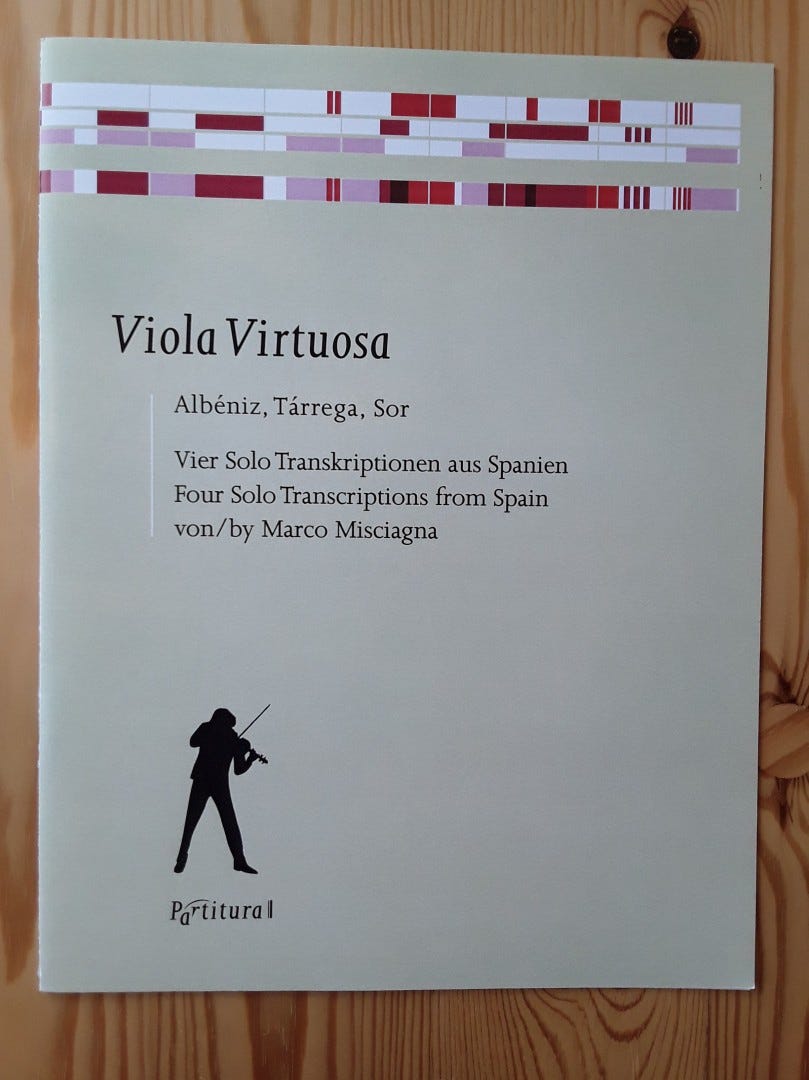 Viola Virtuosa
Albéniz, Tárrega, Sor
Vier Solo Transkriptionen aus Spanien
Four Solo Transcriptions from Spain
von/by Marco Misciagna
Partitura